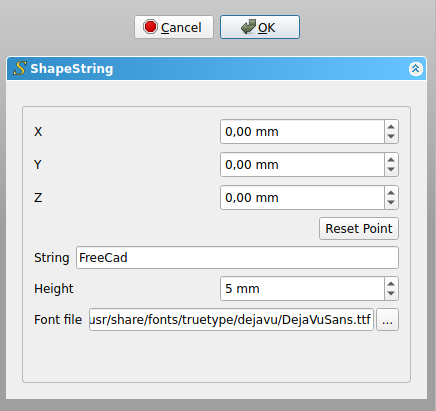 Cancel OK
ShapeString
X 0,00 mm
Y 0,00 mm
Z 0,00 mm
Reset Point
String FreeCad
Height 5 mm
Font file usr/share/fonts/truetype/dejavu/DejaVuSans.ttf ...